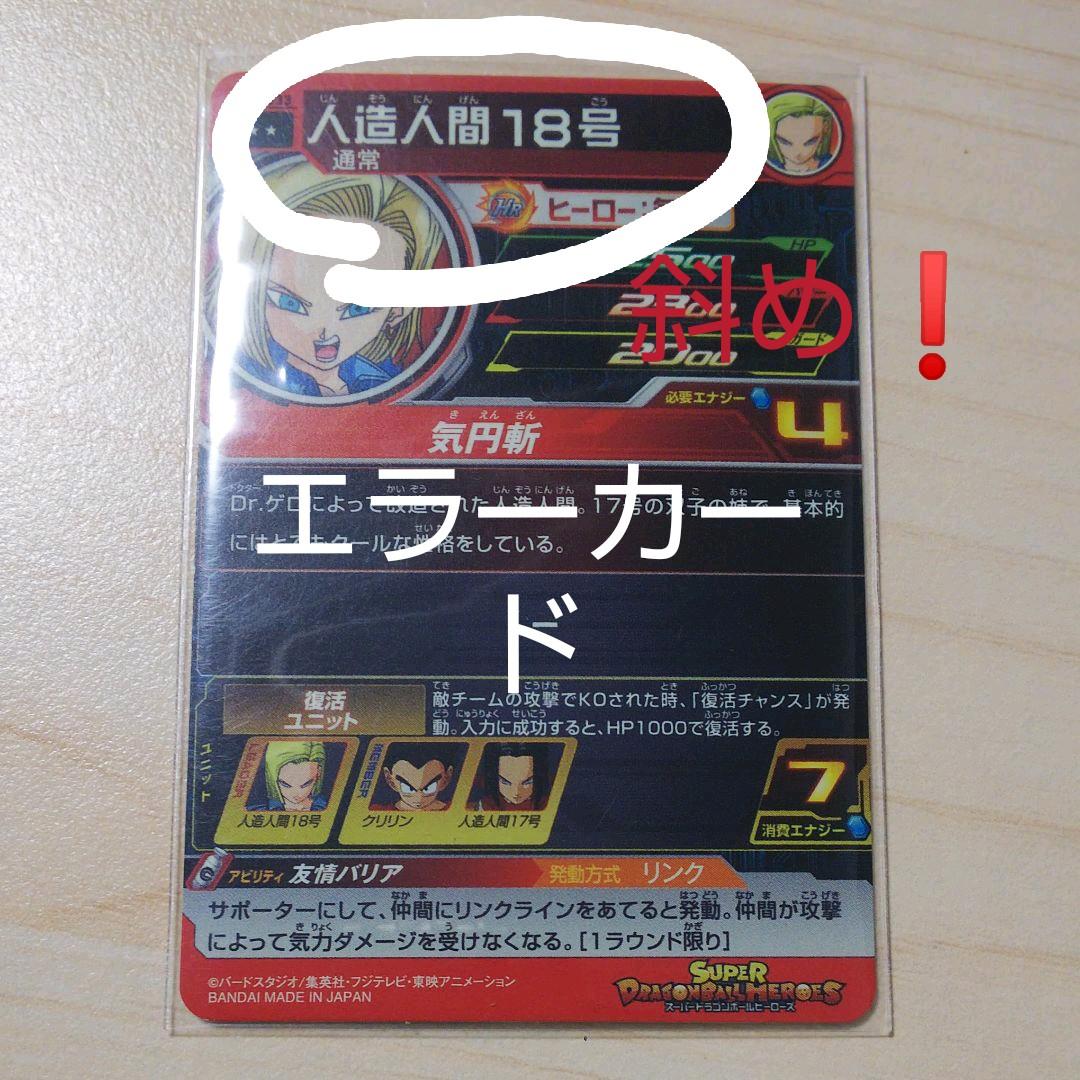 人造人間18号
通常
HR ヒーロー:
HP
2300
斜め❗
ガード
2000
必要エナジー 4
気円斬
エラーカード
Dr.ゲロによって改造された人造人間。17号の双子の姉で、基本的
にはとてもクールな性格をしている。
復活
ユニット
敵チームの攻撃でKOされた時、「復活チャンス」が発
動。入力に成功すると、HP1000で復活する。
ユニット
人造人間18号
MEMBER
クリリン
人造人間17号
7
消費エナジー
アビリティ 友情バリア
発動方式 リンク
サポーターにして、仲間にリンクラインをあてると発動。仲間が攻撃
によって気力ダメージを受けなくなる。[1ラウンド限り]
©バードスタジオ/集英社・フジテレビ・東映アニメーション
BANDAI MADE IN JAPAN
SUPER
DRAGONBALL HEROES
スーパードラゴンボールヒーローズ